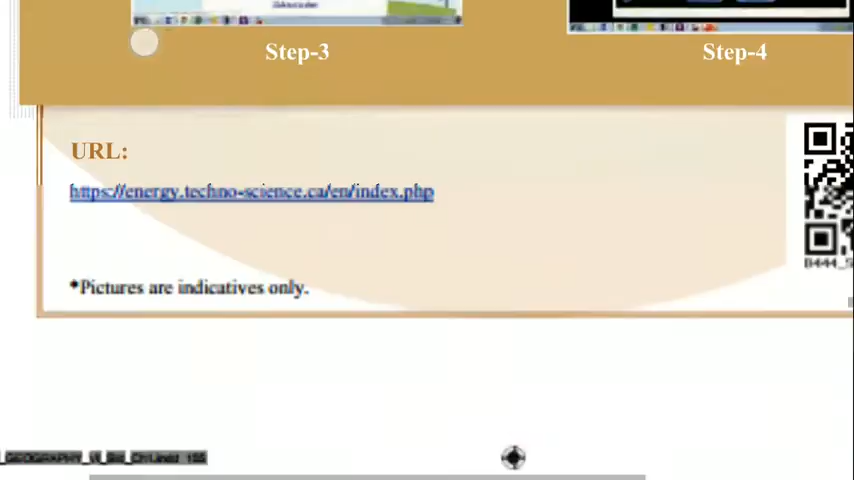 Step-3
Step-4
URL:
https://energy.techno-science.ca/en/index.php
*Pictures are indicatives only.